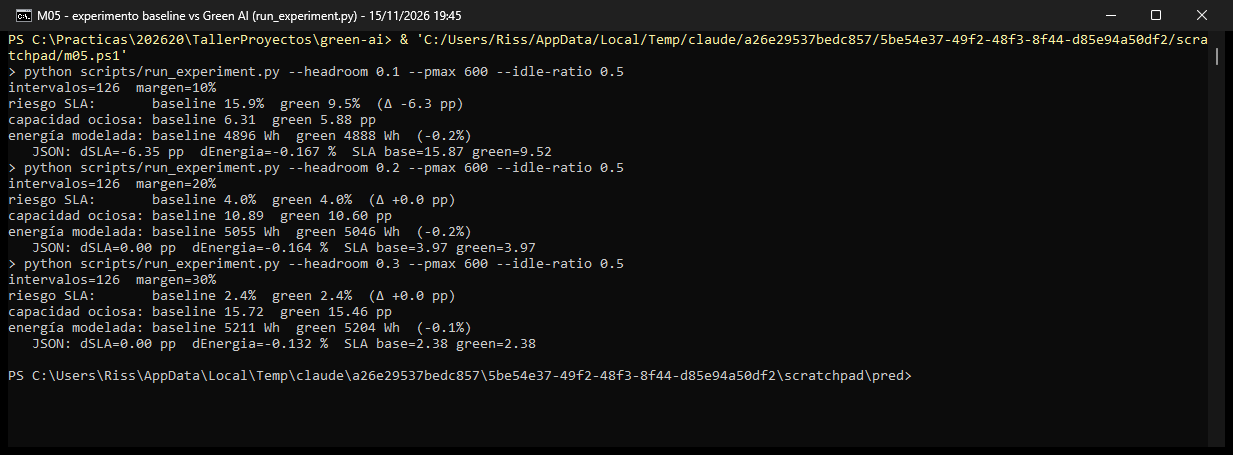 M05 - experimento baseline vs Green AI (run_experiment.py) - 15/11/2026 19:45
PS C:\Practicas\202620\TallerProyectos\green-ai> & 'C:/Users/Riss/AppData/Local/Temp/claude/a26e29537bedc857/5be54e37-49f2-48f3-8f44-d85e94a50df2/scra
tchpad/m05.ps1'
> python scripts/run_experiment.py --headroom 0.1 --pmax 600 --idle-ratio 0.5
intervalos=126  margen=10%
riesgo SLA:       baseline 15.9%  green 9.5%  (Δ -6.3 pp)
capacidad ociosa: baseline 6.31  green 5.88 pp
energía modelada: baseline 4896 Wh  green 4888 Wh  (-0.2%)
   JSON: dSLA=-6.35 pp  dEnergia=-0.167 %  SLA base=15.87 green=9.52
> python scripts/run_experiment.py --headroom 0.2 --pmax 600 --idle-ratio 0.5
intervalos=126  margen=20%
riesgo SLA:       baseline 4.0%  green 4.0%  (Δ +0.0 pp)
capacidad ociosa: baseline 10.89  green 10.60 pp
energía modelada: baseline 5055 Wh  green 5046 Wh  (-0.2%)
   JSON: dSLA=0.00 pp  dEnergia=-0.164 %  SLA base=3.97 green=3.97
> python scripts/run_experiment.py --headroom 0.3 --pmax 600 --idle-ratio 0.5
intervalos=126  margen=30%
riesgo SLA:       baseline 2.4%  green 2.4%  (Δ +0.0 pp)
capacidad ociosa: baseline 15.72  green 15.46 pp
energía modelada: baseline 5211 Wh  green 5204 Wh  (-0.1%)
   JSON: dSLA=0.00 pp  dEnergia=-0.132 %  SLA base=2.38 green=2.38
PS C:\Users\Riss\AppData\Local\Temp\claude\a26e29537bedc857\5be54e37-49f2-48f3-8f44-d85e94a50df2\scratchpad\pred>